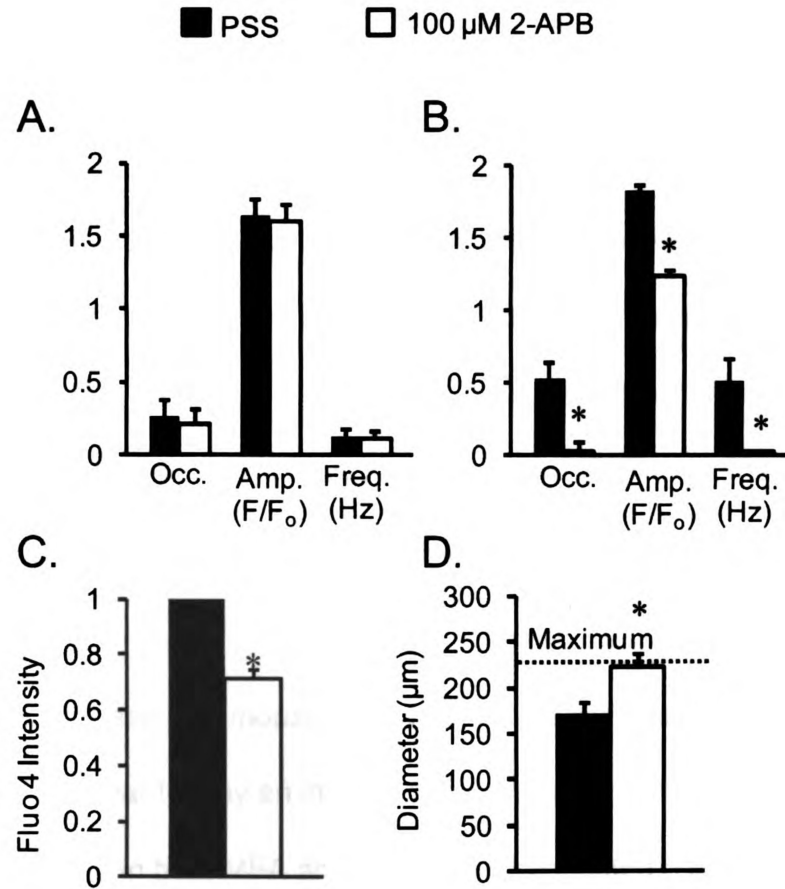 PSS 100 µM 2-APB
A.
2
1.5
1
0.5
0
Occ. Amp. Freq.
(F/Fo) (Hz)
B.
2
*
1.5
1
0.5
*
*
0
Occ. Amp. Freq.
(F/Fo) (Hz)
C.
1
0.8
*
0.6
0.4
0.2
0
Fluo 4 Intensity
D.
300
*
250
Maximum
200
150
100
50
0
Diameter (µm)